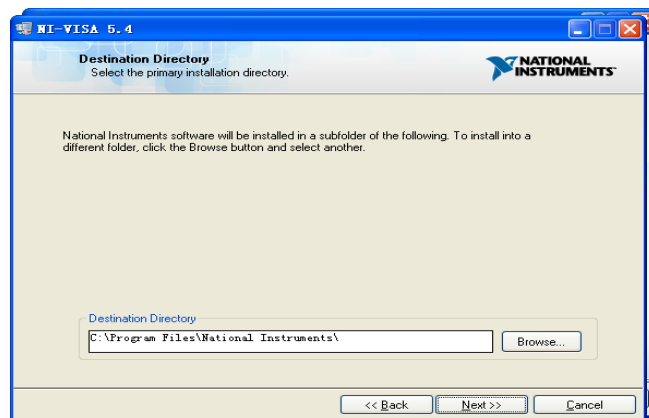 NI-VISA 5.4
Destination Directory
Select the primary installation directory.
NATIONAL
INSTRUMENTS™
National Instruments software will be installed in a subfolder of the following. To install into a
different folder, click the Browse button and select another.
Destination Directory
C:\Program Files\National Instruments\
Browse...
<< Back
Next >>
Cancel